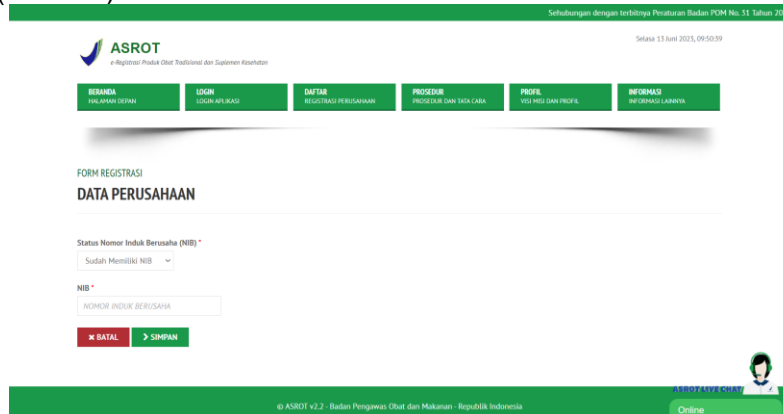 Sehubungan dengan terbitnya Peraturan Badan POM No. 31 Tahun 20
ASROT
e-Registrasi Produk Obat Tradisional dan Suplemen Kesehatan
Selasa 13 Juni 2023, 09:50:39
BERANDA
HALAMAN DEPAN
LOGIN
LOGIN APLIKASI
DAFTAR
REGISTRASI PERUSAHAAN
PROSEDUR
PROSEDUR DAN TATA CARA
PROFIL
VISI MISI DAN PROFIL
INFORMASI
INFORMASI LAINNYA
FORM REGISTRASI
DATA PERUSAHAAN
Status Nomor Induk Berusaha (NIB) *
Sudah Memiliki NIB
NIB *
NOMOR INDUK BERUSAHA
BATAL
SIMPAN
ASROT LIVE CHAT
Online
© ASROT v2.2 - Badan Pengawas Obat dan Makanan - Republik Indonesia